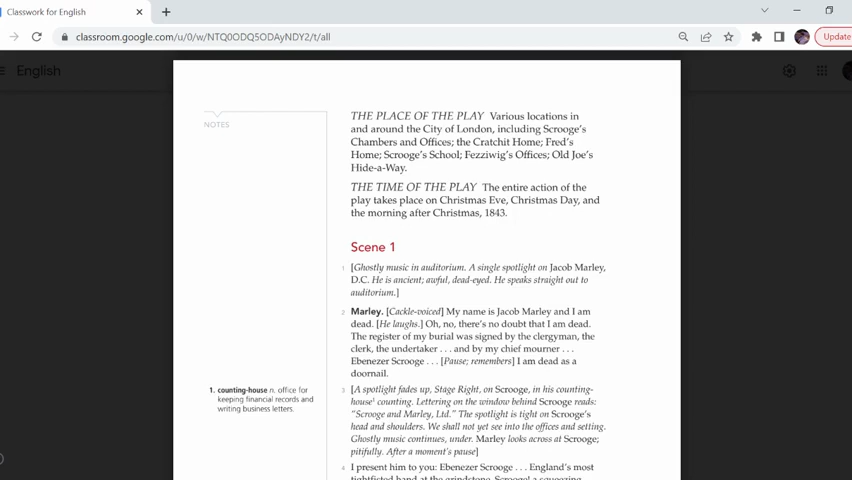 Classwork for English
classroom.google.com/u/0/w/NTQ0ODQ5ODAyNDY2/t/all
Update
English
NOTES
THE PLACE OF THE PLAY Various locations in
and around the City of London, including Scrooge's
Chambers and Offices; the Cratchit Home; Fred's
Home; Scrooge's School; Fezziwig's Offices; Old Joe's
Hide-a-Way.
THE TIME OF THE PLAY The entire action of the
play takes place on Christmas Eve, Christmas Day, and
the morning after Christmas, 1843.
Scene 1
1 [Ghostly music in auditorium. A single spotlight on Jacob Marley,
D.C. He is ancient; awful, dead-eyed. He speaks straight out to
auditorium.]
2 Marley. [Cackle-voiced] My name is Jacob Marley and I am
dead. [He laughs.] Oh, no, there's no doubt that I am dead.
The register of my burial was signed by the clergyman, the
clerk, the undertaker . . . and by my chief mourner . . .
Ebenezer Scrooge . . . [Pause; remembers] I am dead as a
doornail.
1. counting-house n. office for
keeping financial records and
writing business letters.
3 [A spotlight fades up, Stage Right, on Scrooge, in his counting-
house¹ counting. Lettering on the window behind Scrooge reads:
"Scrooge and Marley, Ltd." The spotlight is tight on Scrooge's
head and shoulders. We shall not yet see into the offices and setting.
Ghostly music continues, under. Marley looks across at Scrooge;
pitifully. After a moment's pause]
4 I present him to you: Ebenezer Scrooge . . . England's most
tightfisted hand at the grindstone, Scrooge! a squeezing,